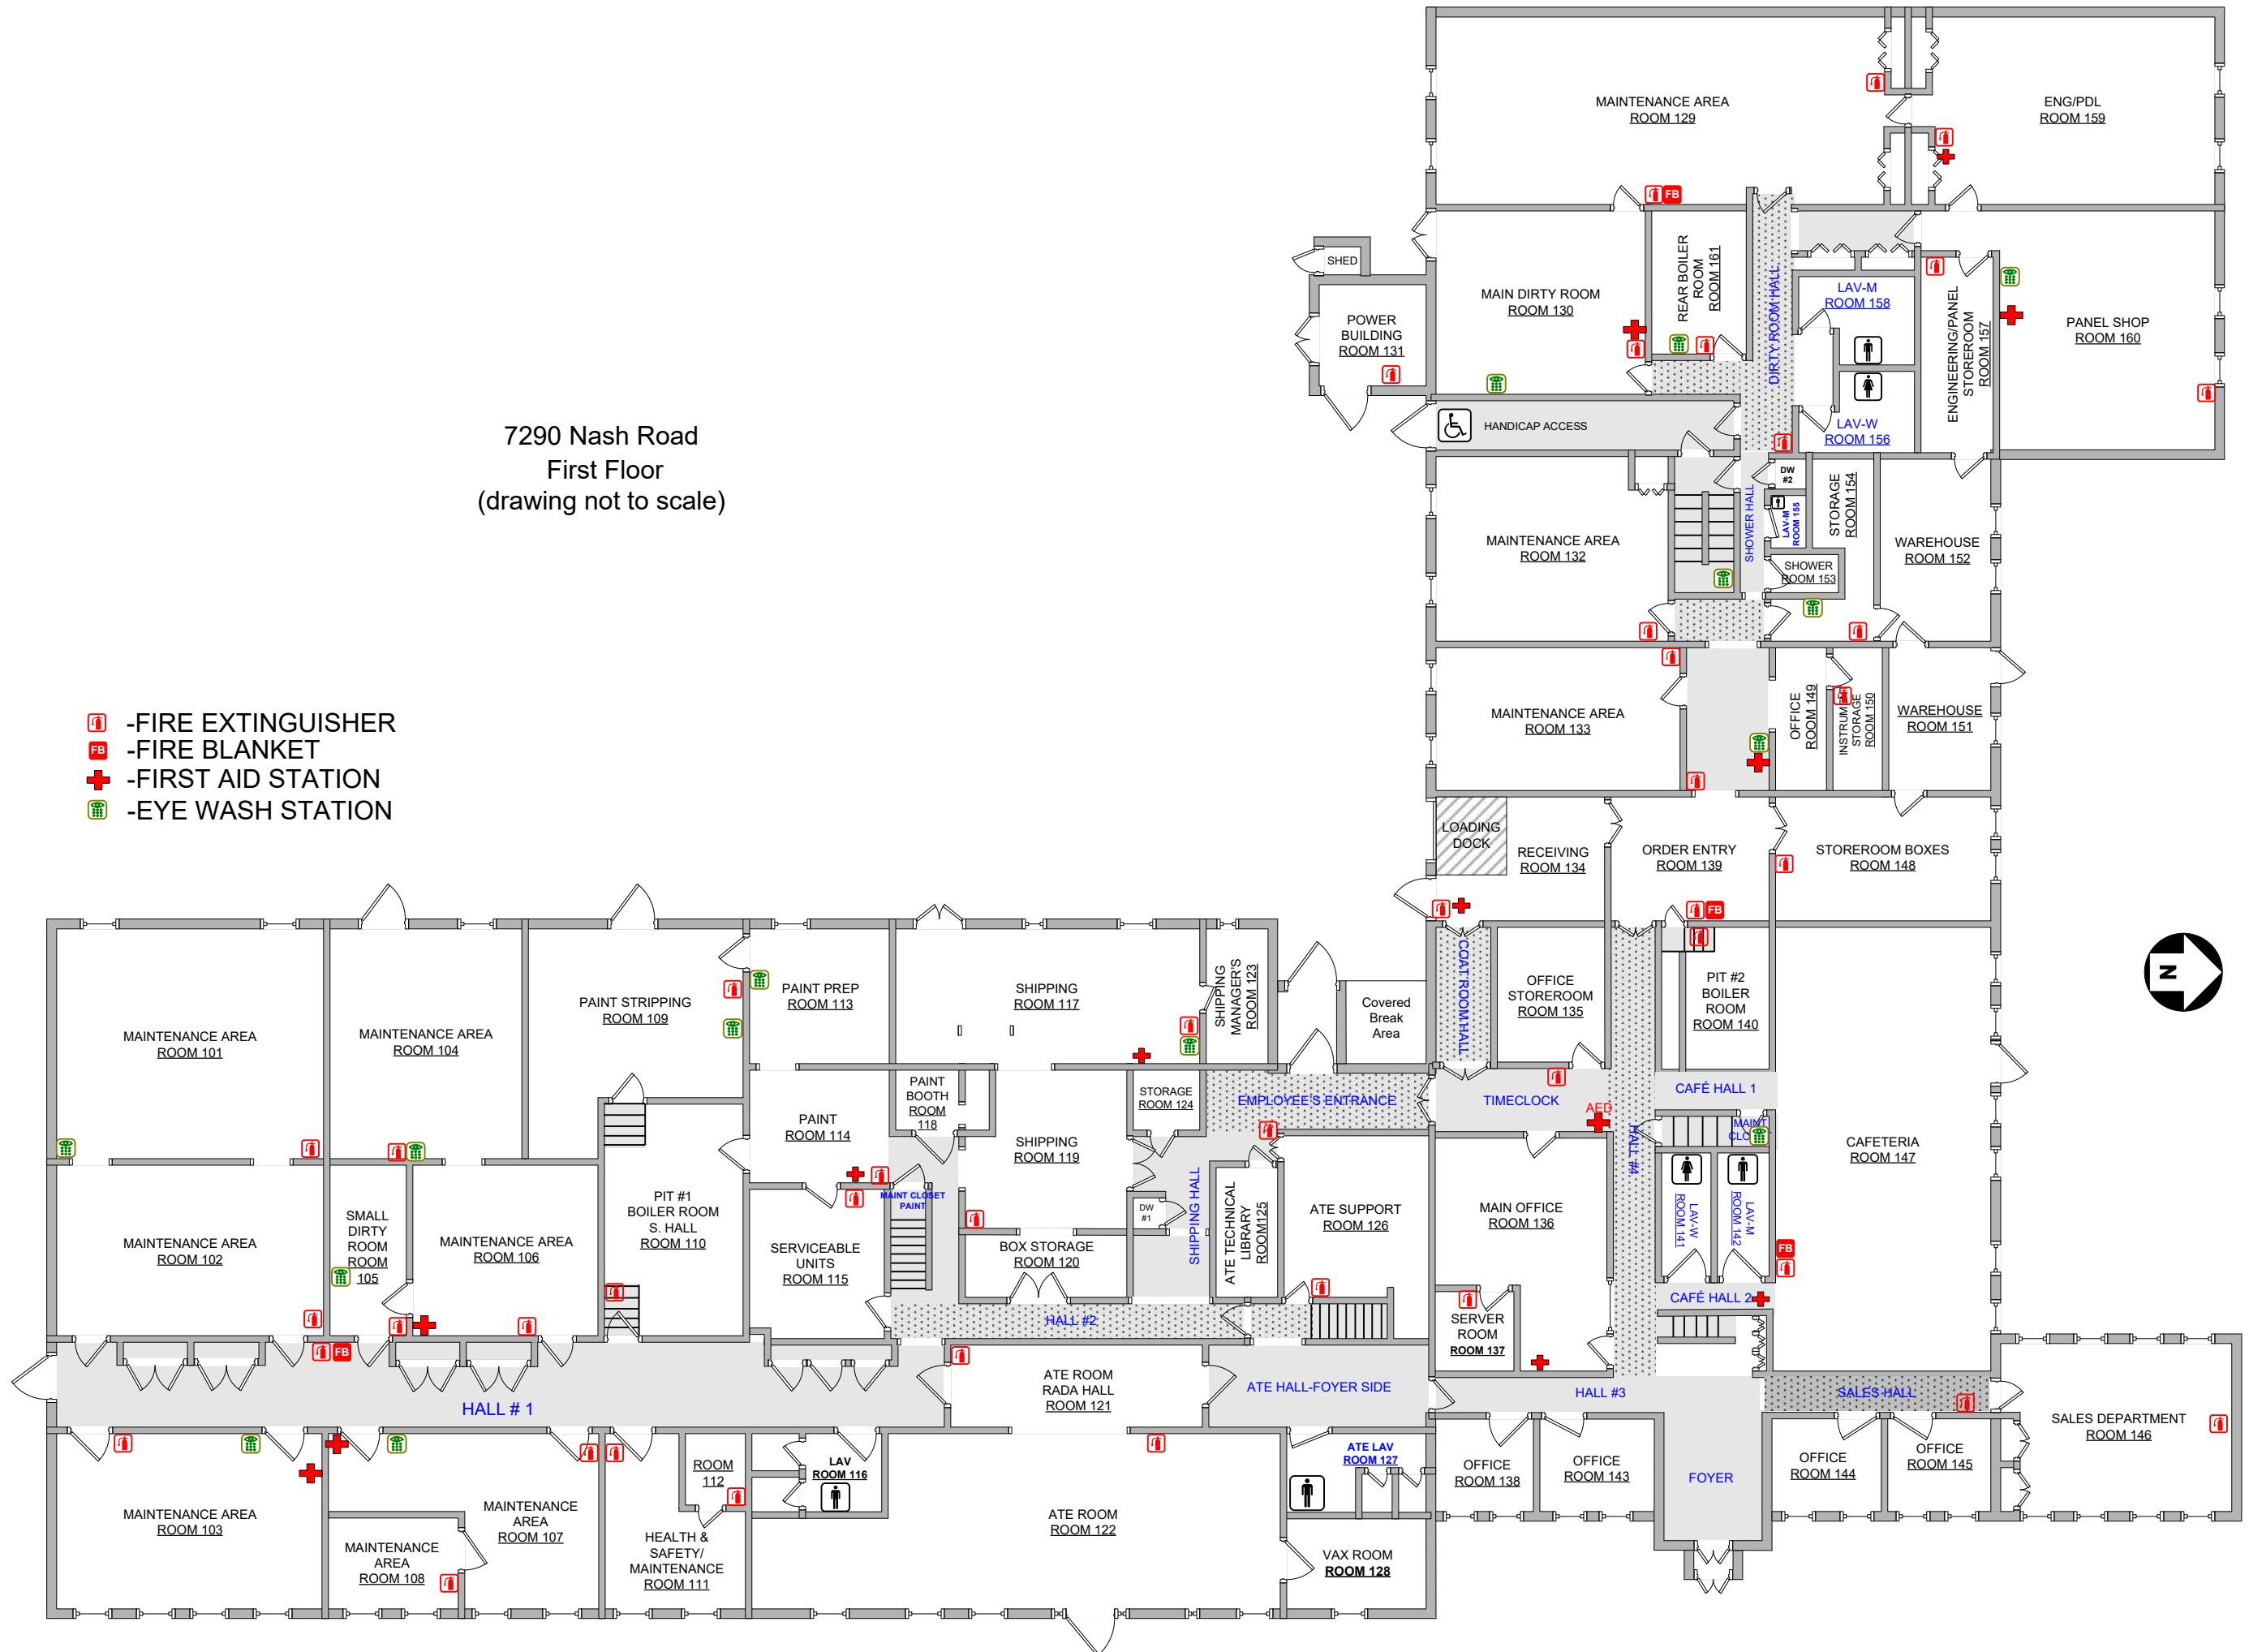 7290 Nash Road
First Floor
(drawing not to scale)
-FIRE EXTINGUISHER
FB
-FIRE BLANKET
-FIRST AID STATION
-EYE WASH STATION
MAINTENANCE AREA
ROOM 129
ENG/PDL
ROOM 159
FB
SHED
POWER
BUILDING
ROOM 131
MAIN DIRTY ROOM
ROOM 130
REAR BOILER
ROOM
ROOM 161
DIRTY ROOM HALL
LAV-M
ROOM 158
LAV-W
ROOM 156
ENGINEERING/PANEL
STOREROOM
ROOM 157
PANEL SHOP
ROOM 160
HANDICAP ACCESS
MAINTENANCE AREA
ROOM 132
SHOWER HALL
DW
#2
LAV-M
ROOM 155
STORAGE
ROOM 154
SHOWER
ROOM 153
WAREHOUSE
ROOM 152
MAINTENANCE AREA
ROOM 133
OFFICE
ROOM 149
STORAGE
ROOM 150
WAREHOUSE
ROOM 151
LOADING
DOCK
RECEIVING
ROOM 134
ORDER ENTRY
ROOM 139
STOREROOM BOXES
ROOM 148
FB
COAT ROOM HALL
OFFICE
STOREROOM
ROOM 135
PIT #2
BOILER
ROOM
ROOM 140
N
MAINTENANCE AREA
ROOM 101
MAINTENANCE AREA
ROOM 104
PAINT STRIPPING
ROOM 109
PAINT PREP
ROOM 113
SHIPPING
ROOM 117
SHIPPING
MANAGER'S
ROOM 123
Covered
Break
Area
PAINT
BOOTH
ROOM
118
STORAGE
ROOM 124
EMPLOYEE'S ENTRANCE
TIMECLOCK
AED
CAFÉ HALL 1
HALL #4
MAINT
CAFETERIA
ROOM 147
PAINT
ROOM 114
SHIPPING
ROOM 119
MAINTENANCE AREA
ROOM 102
SMALL
DIRTY
ROOM
ROOM
105
MAINTENANCE AREA
ROOM 106
PIT #1
BOILER ROOM
S. HALL
ROOM 110
MAINT CLOSET
PAINT
SERVICEABLE
UNITS
ROOM 115
DW
#1
BOX STORAGE
ROOM 120
SHIPPING HALL
ATE TECHNICAL
LIBRARY
ROOM125
ATE SUPPORT
ROOM 126
MAIN OFFICE
ROOM 136
LAV-W
ROOM 141
LAV-M
ROOM 142
FB
CAFÉ HALL 2
HALL #2
SERVER
ROOM
ROOM 137
FB
HALL # 1
ATE ROOM
RADA HALL
ROOM 121
ATE HALL-FOYER SIDE
HALL #3
SALES HALL
SALES DEPARTMENT
ROOM 146
MAINTENANCE AREA
ROOM 103
MAINTENANCE
AREA
ROOM 107
MAINTENANCE
AREA
ROOM 108
ROOM
112
HEALTH &
SAFETY/
MAINTENANCE
ROOM 111
LAV
ROOM 116
ATE ROOM
ROOM 122
ATE LAV
ROOM 127
VAX ROOM
ROOM 128
OFFICE
ROOM 138
OFFICE
ROOM 143
FOYER
OFFICE
ROOM 144
OFFICE
ROOM 145